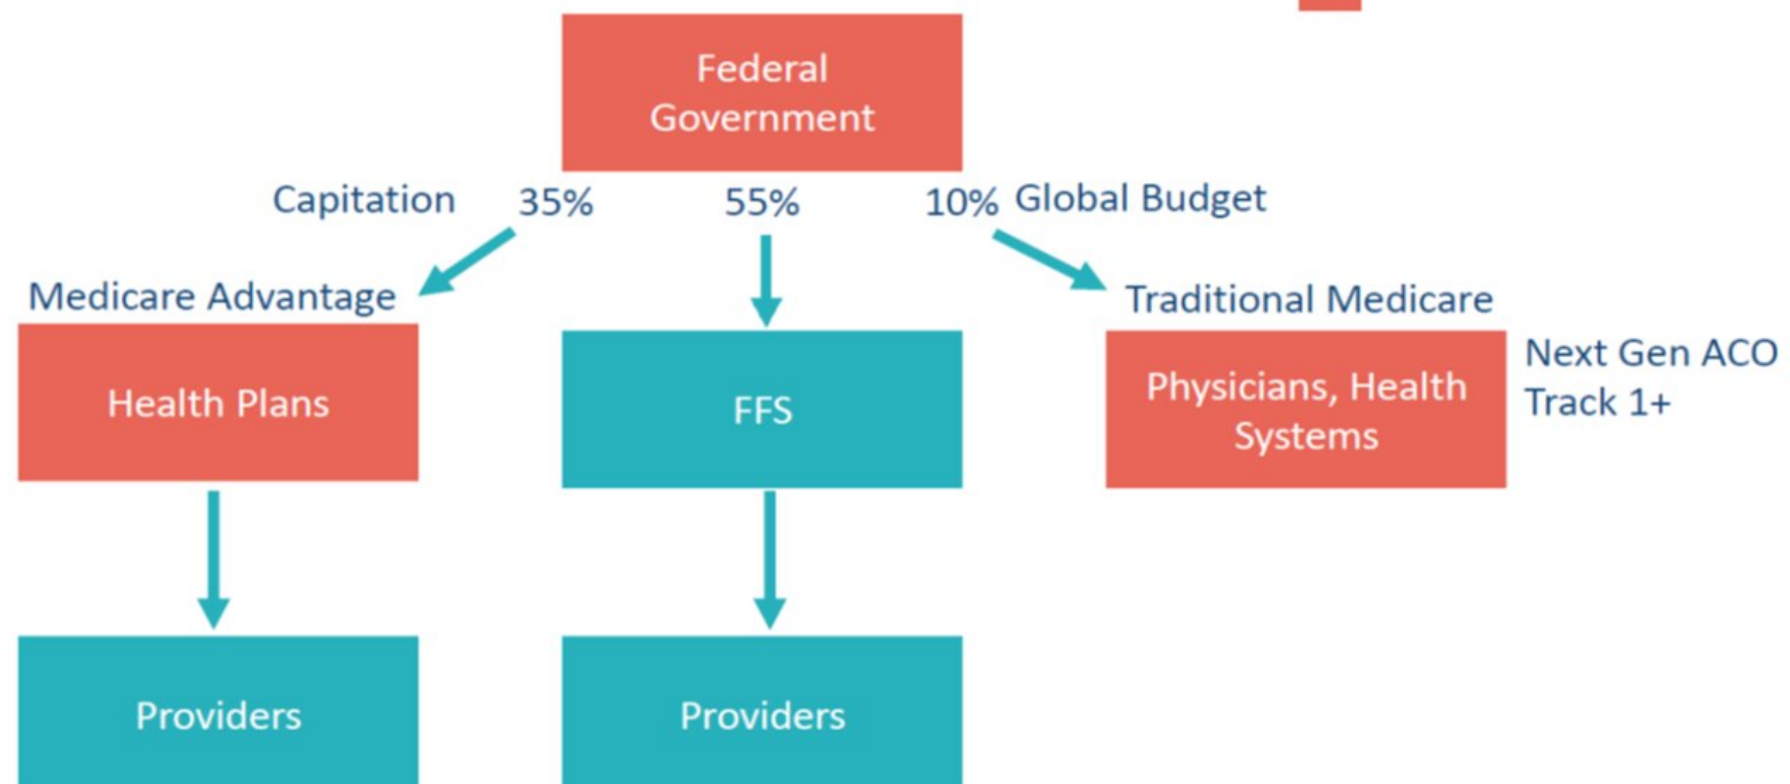 Federal
Government
Capitation 35% 55% 10% Global Budget
Medicare Advantage
Traditional Medicare
Health Plans
FFS
Physicians, Health
Systems
Next Gen ACO
Track 1+
Providers
Providers